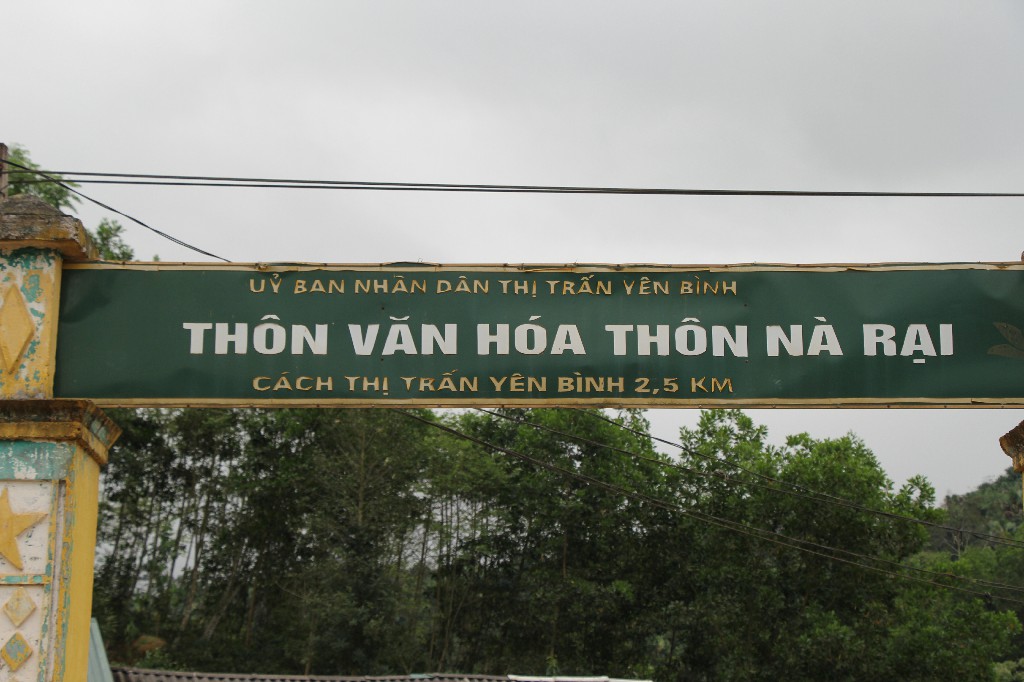 UỶ BAN NHÂN DÂN THỊ TRẤN YÊN BÌNH
THÔN VĂN HÓA THÔN NÀ RẠI
CÁCH THỊ TRẤN YÊN BÌNH 2,5 KM